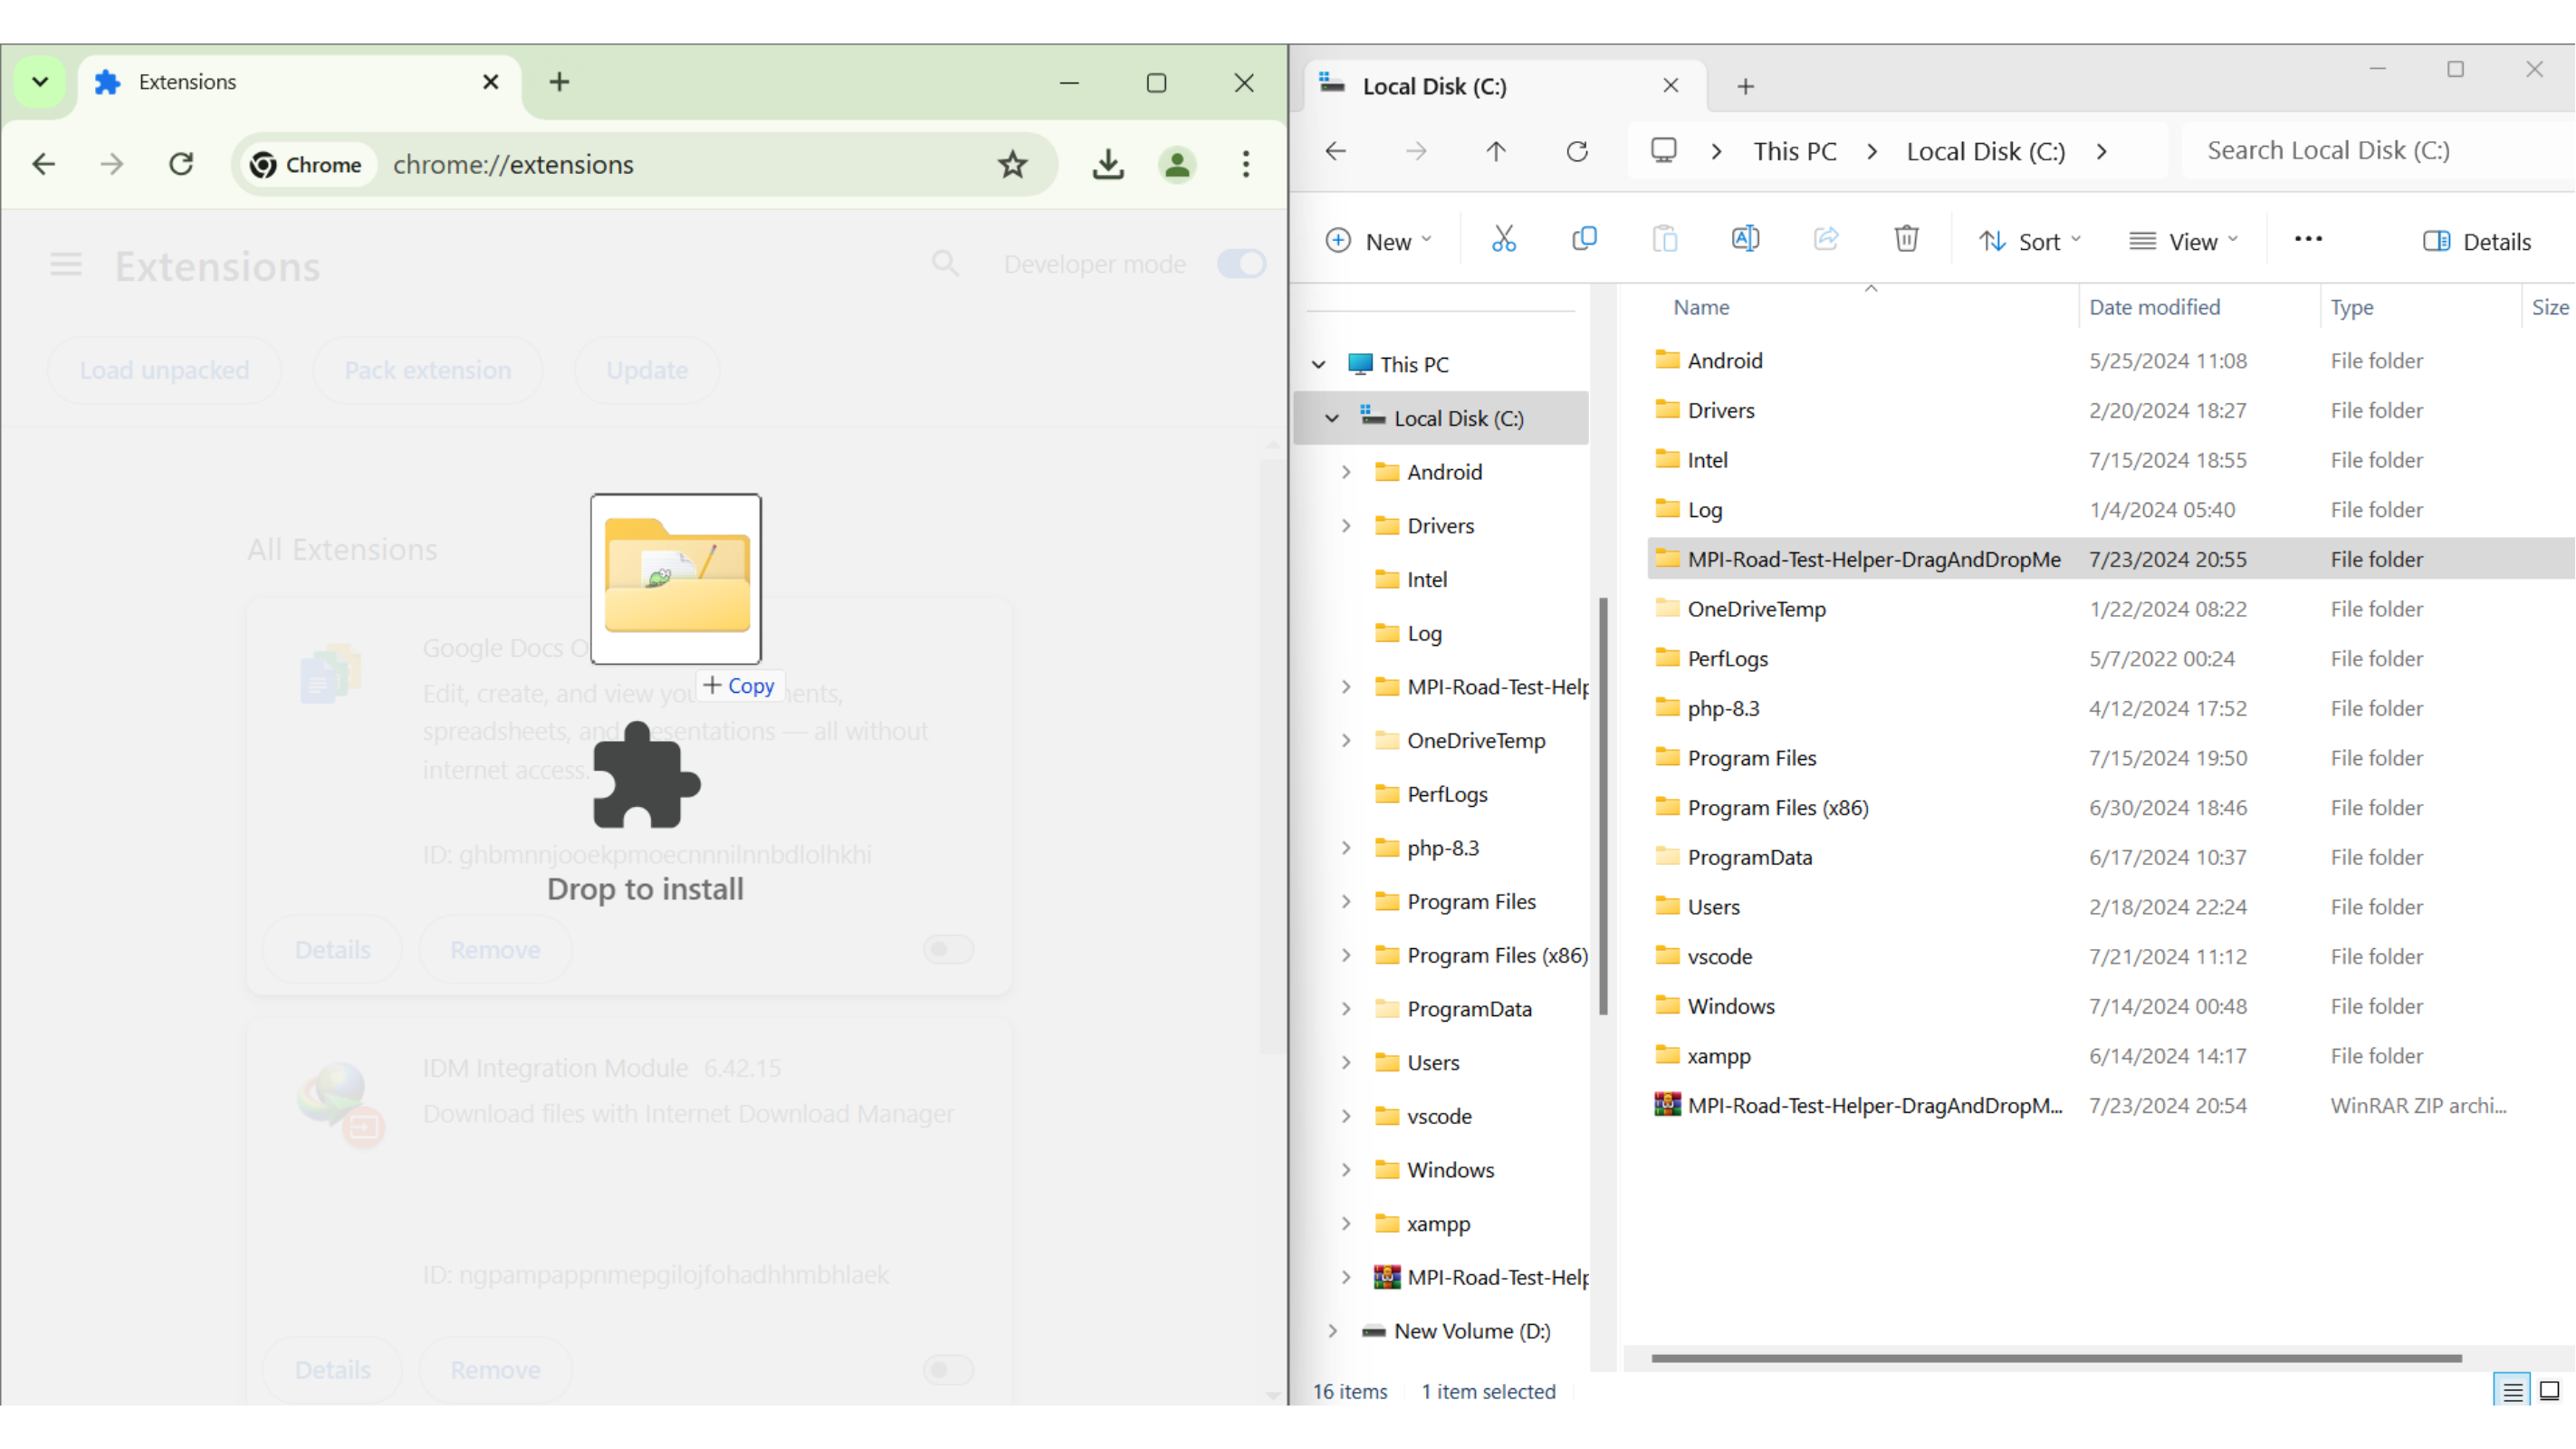 Extensions
Chrome
chrome://extensions
Extensions
Developer mode
Load unpacked
Pack extension
Update
All Extensions
Google Docs
Edit, create, and view
spreadsheets, and
— all without
internet access.
ID: ghbmnnjooekpmoecnnnilnnbdlolhkhi
+ Copy
Drop to install
Details
Remove
IDM Integration Module 6.42.15
Download files with Internet Download Manager
ID: ngpampappnmepgilojfohadhhmbhlaek
Details
Remove
Local Disk (C:)
This PC > Local Disk (C:) >
Search Local Disk (C:)
New
Sort
View
Details
This PC
Local Disk (C:)
Android
Drivers
Intel
Log
MPI-Road-Test-Help
OneDriveTemp
PerfLogs
php-8.3
Program Files
Program Files (x86)
ProgramData
Users
vscode
Windows
xampp
MPI-Road-Test-Help
New Volume (D:)
Name Date modified Type Size
Android 5/25/2024 11:08 File folder
Drivers 2/20/2024 18:27 File folder
Intel 7/15/2024 18:55 File folder
Log 1/4/2024 05:40 File folder
MPI-Road-Test-Helper-DragAndDropMe 7/23/2024 20:55 File folder
OneDriveTemp 1/22/2024 08:22 File folder
PerfLogs 5/7/2022 00:24 File folder
php-8.3 4/12/2024 17:52 File folder
Program Files 7/15/2024 19:50 File folder
Program Files (x86) 6/30/2024 18:46 File folder
ProgramData 6/17/2024 10:37 File folder
Users 2/18/2024 22:24 File folder
vscode 7/21/2024 11:12 File folder
Windows 7/14/2024 00:48 File folder
xampp 6/14/2024 14:17 File folder
MPI-Road-Test-Helper-DragAndDropM... 7/23/2024 20:54 WinRAR ZIP archi...
16 items
1 item selected